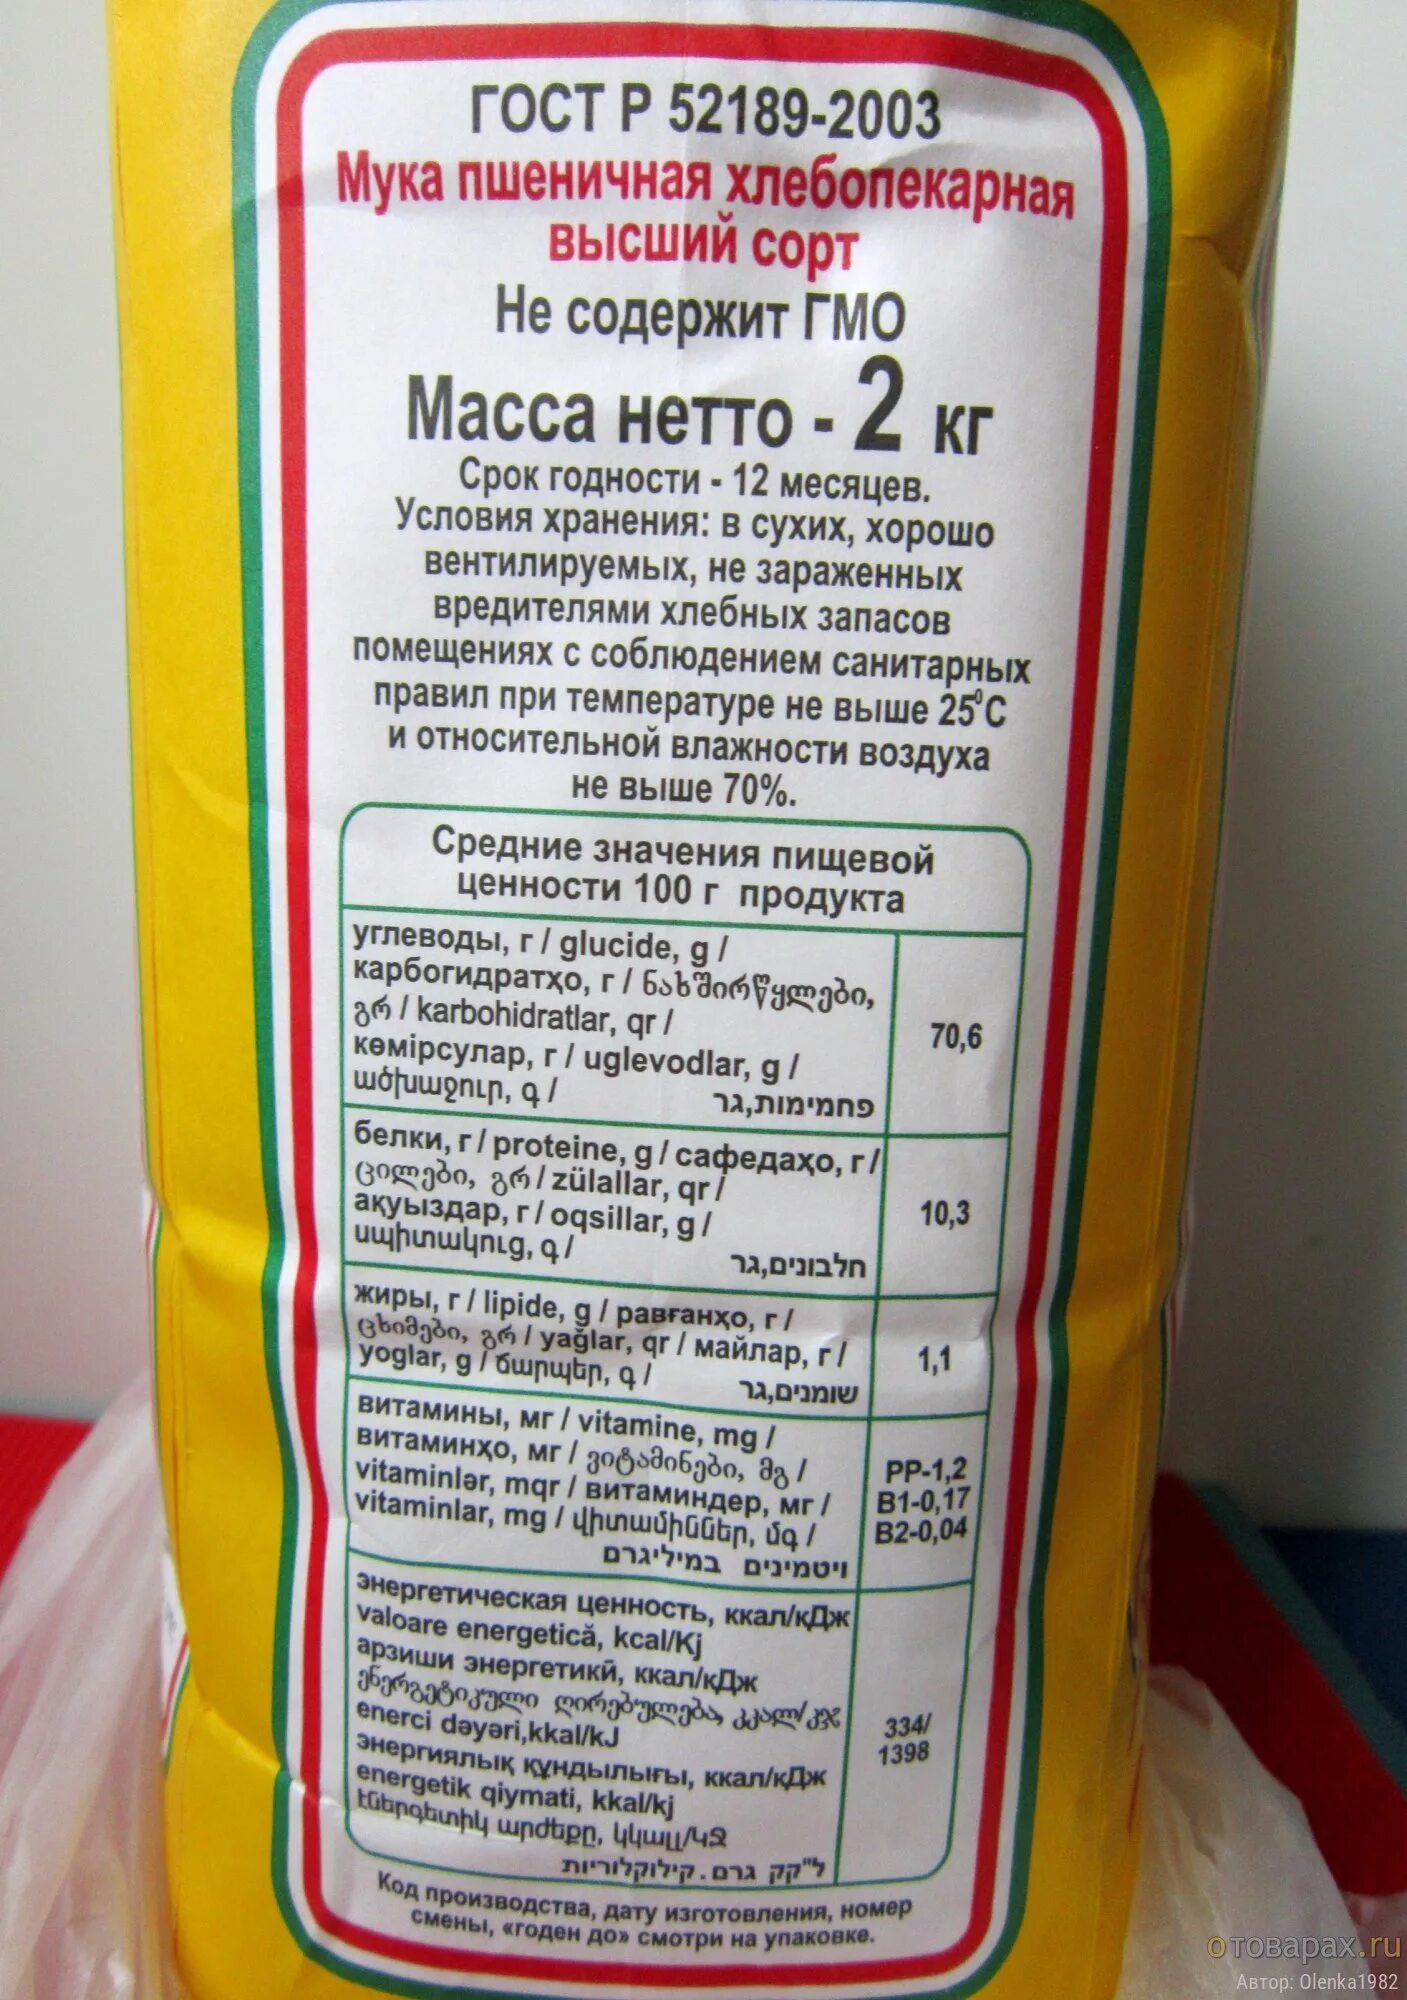 ГОСТ Р 52189-2003
Мука пшеничная хлебопекарная
высший сорт
Не содержит ГМО
Масса нетто - 2 кг
Срок годности - 12 месяцев.
Условия хранения: в сухих, хорошо
вентилируемых, не зараженных
вредителями хлебных запасов
помещениях с соблюдением санитарных
правил при температуре не выше 25⁰С
и относительной влажности воздуха
не выше 70%.
Средние значения пищевой
ценности 100 г продукта
углеводы, г / glucide, g /
карбогидратҳо, г / ნახშირწყლები,
გრ / karbohidratlar, qr /
көмірсулар, г / uglevodlar, g /
ածխաջուր, գ / פחמימות,גר
70,6
белки, г / proteine, g / сафедаҳо, г /
ცილები, გრ / zülallar, qr /
ақуыздар, г / oqsillar, g /
սպիտակուց, գ / חלבונים,גר
10,3
жиры, г / lipide, g / равғанҳо, г /
ცხიმები, გრ / yağlar, qr / майлар, г /
yoglar, g / ճարպեր, գ / שומנים,גר
1,1
витамины, мг / vitamine, mg /
витаминҳо, мг / ვიტამინები, მგ /
vitaminlər, mqr / витаминдер, мг /
vitaminlar, mg / վիտամիններ, մգ /
ויטמינים במיליגרם
РР-1,2
В1-0,17
В2-0,04
энергетическая ценность, ккал/кДж
valoare energetică, kcal/Kj
арзиши энергетикӣ, ккал/кДж
ენერგეტიკული ღირებულება, კკალ/კჯ
enerci dəyəri,kkal/kJ
энергиялық құндылығы, ккал/кДж
energetik qiymati, kkal/kj
էներգետիկ արժեքը, կկալ/ԿՋ
ל"קק גרם . קילוקלוריות
334/
1398
Код производства, дату изготовления, номер
смены, «годен до» смотри на упаковке.
отоварах.ru
Автор: Olenka1982